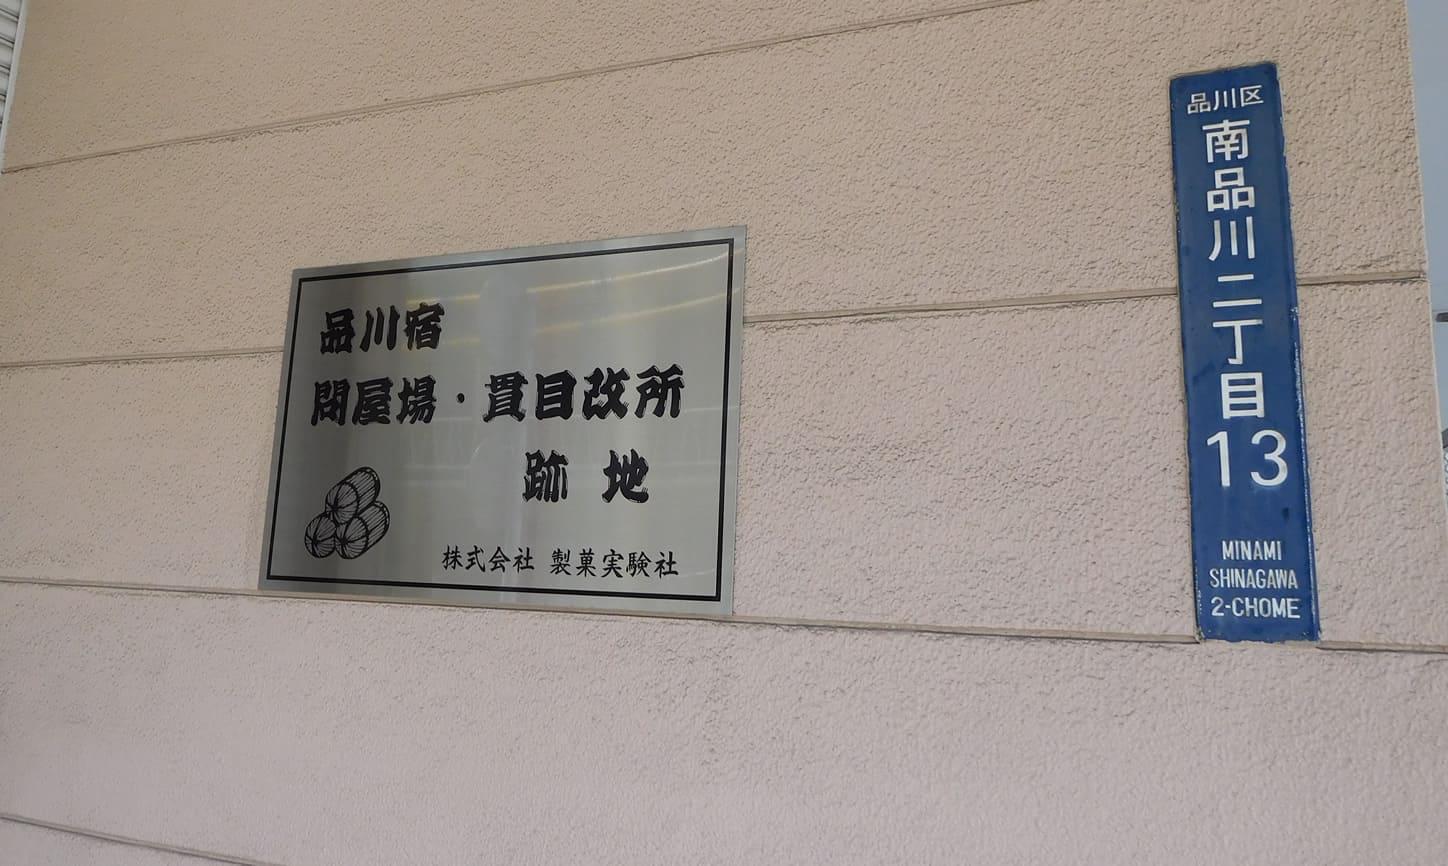 品川宿
問屋場・貫目改所
跡地
株式会社 製菓実験社
品川区
南品川二丁目
13
MINAMI
SHINAGAWA
2-CHOME